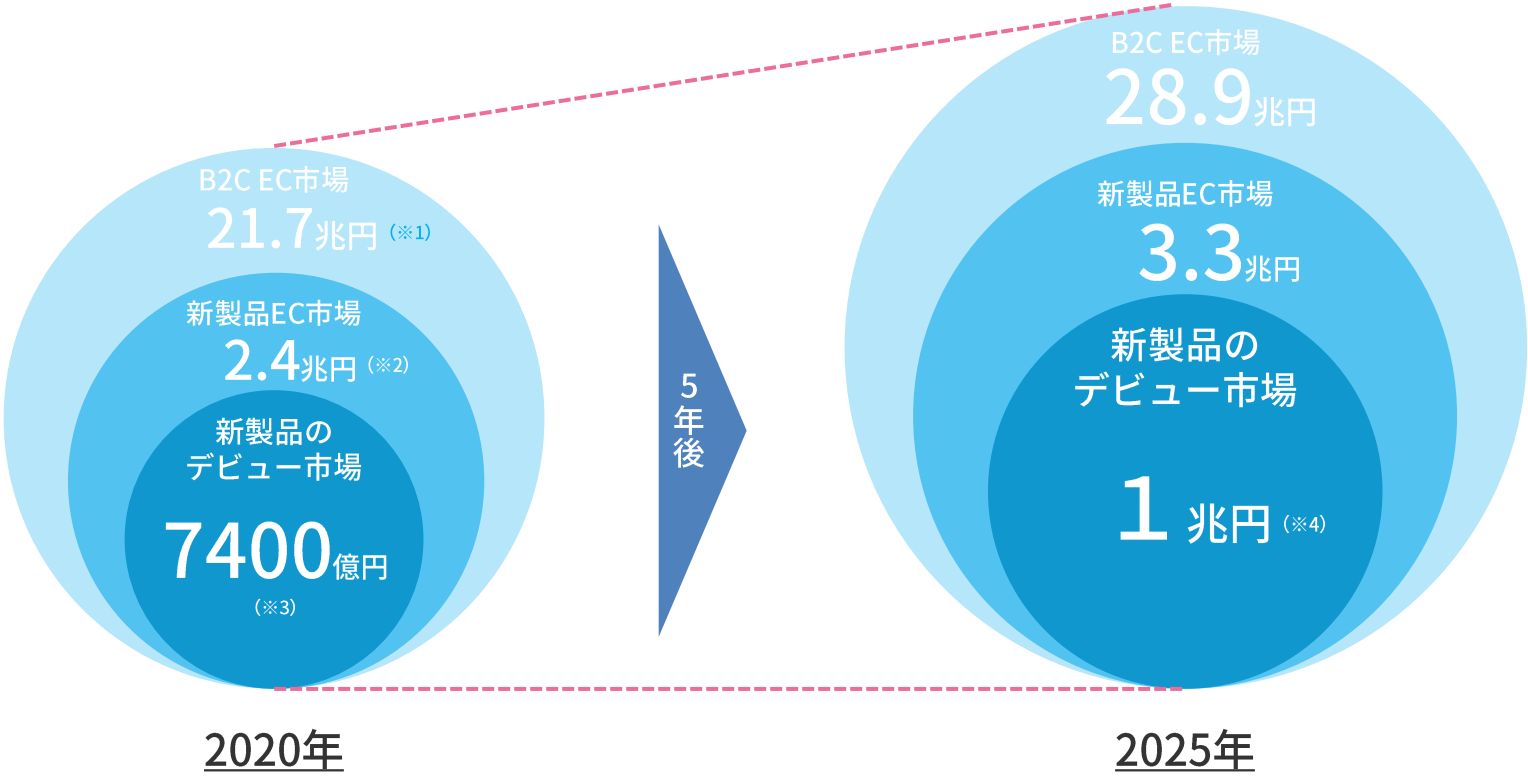 B2C EC市場
21.7兆円（※1）
新製品EC市場
2.4兆円（※2）
新製品の
デビュー市場
7400億円
（※3）
2020年
5年後
B2C EC市場
28.9兆円
新製品EC市場
3.3兆円
新製品の
デビュー市場
1兆円（※4）
2025年